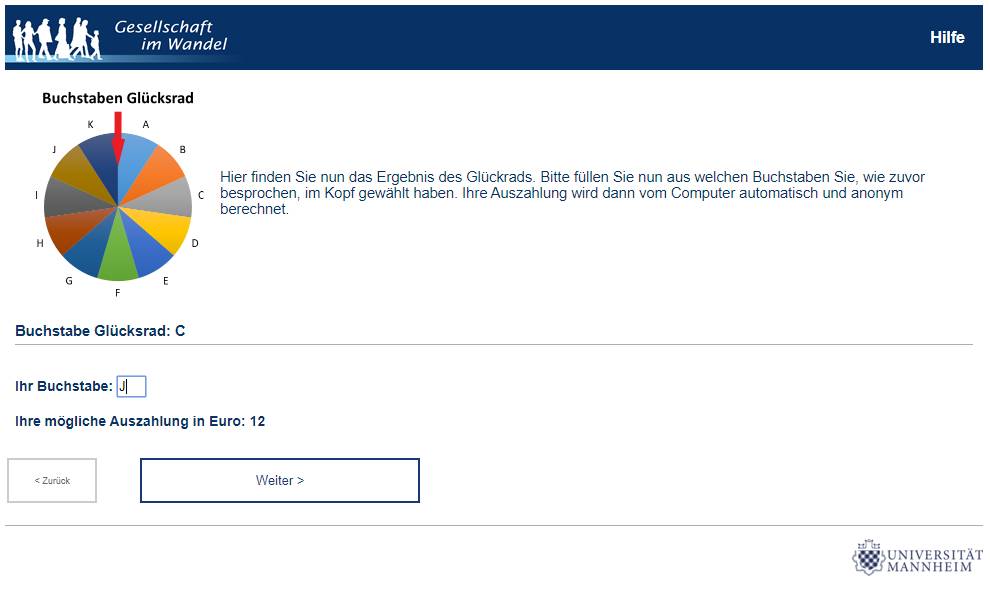 Gesellschaft
im Wandel
Hilfe
Buchstaben Glücksrad
K
A
J
B
I
C
H
D
G
E
F
Hier finden Sie nun das Ergebnis des Glückrads. Bitte füllen Sie nun aus welchen Buchstaben Sie, wie zuvor
besprochen, im Kopf gewählt haben. Ihre Auszahlung wird dann vom Computer automatisch und anonym
berechnet.
Buchstabe Glücksrad: C
Ihr Buchstabe: J
Ihre mögliche Auszahlung in Euro: 12
< Zurück
Weiter >
UNIVERSITÄT
MANNHEIM